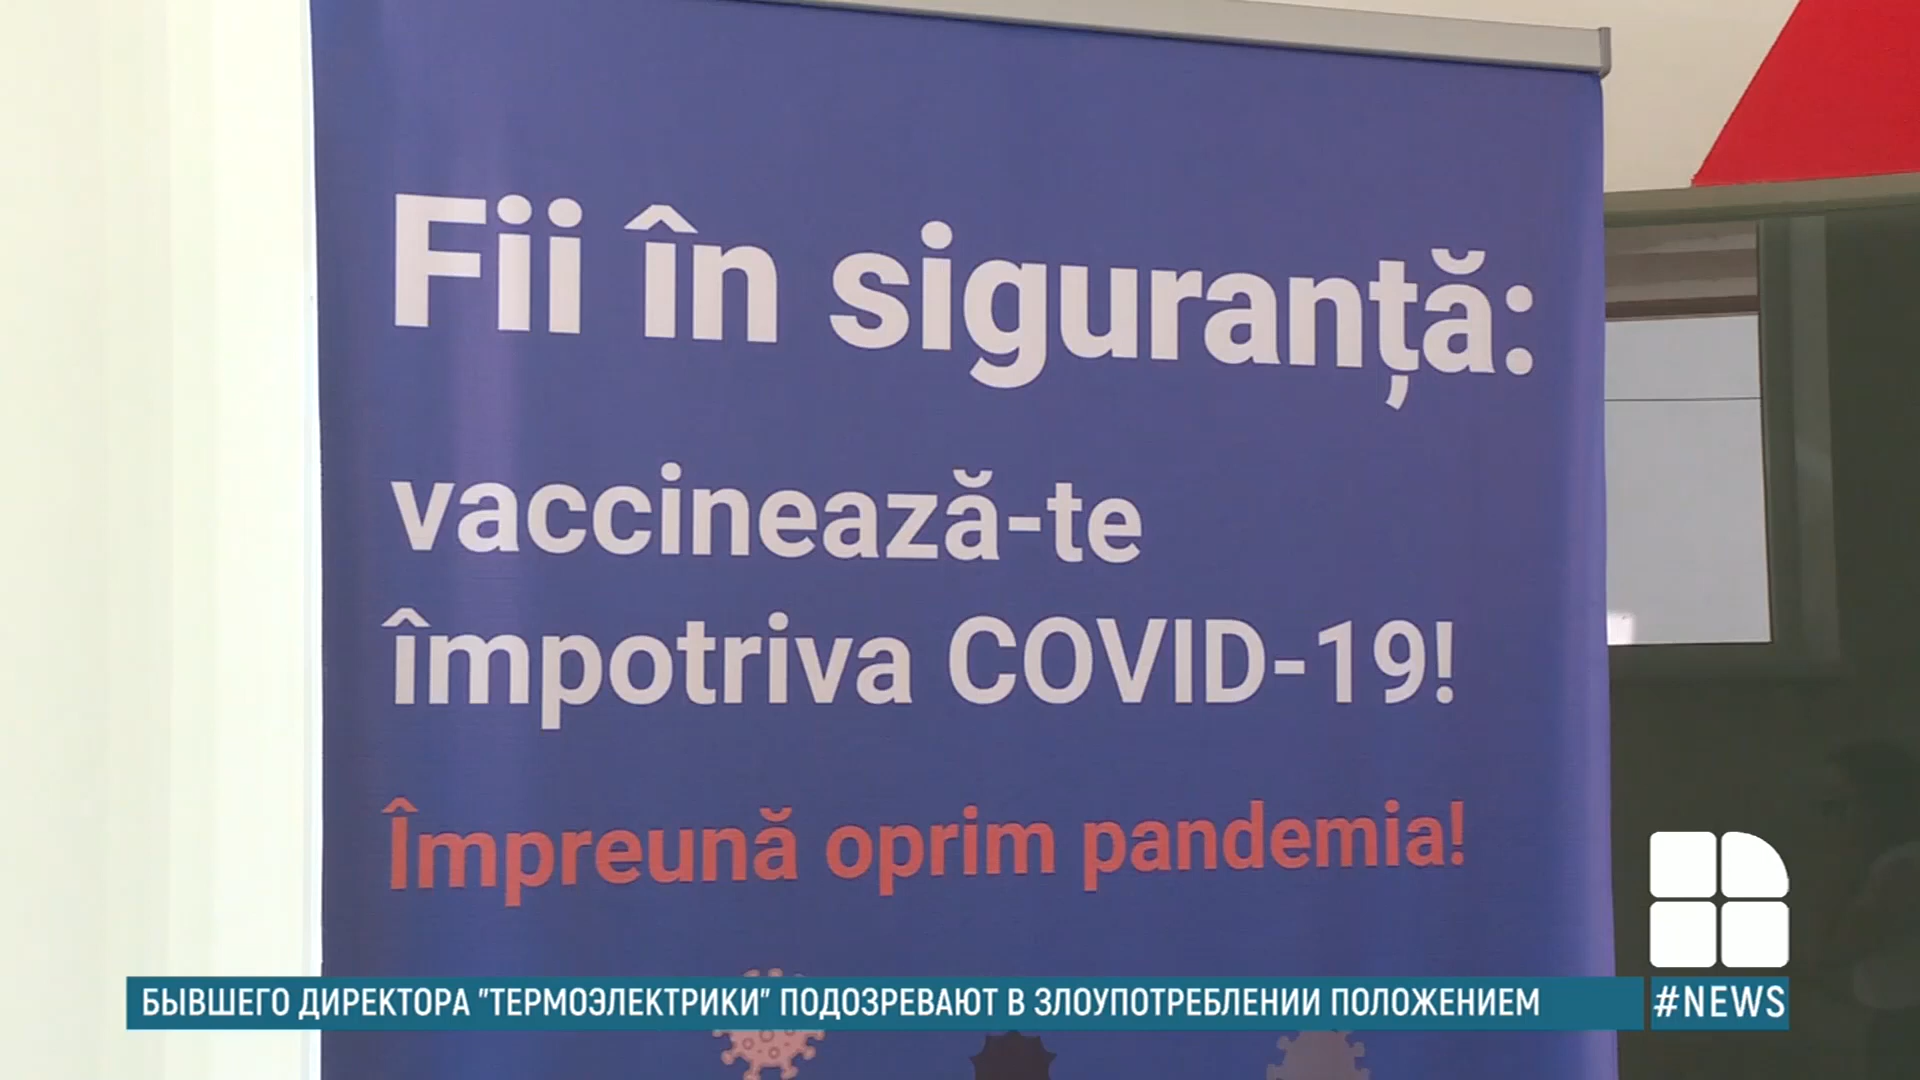 Fii în siguranță:
vaccinează-te
împotriva COVID-19!
Împreună oprim pandemia!
БЫВШЕГО ДИРЕКТОРА "ТЕРМОЭЛЕКТРИКИ" ПОДОЗРЕВАЮТ В ЗЛОУПОТРЕБЛЕНИИ ПОЛОЖЕНИЕМ
#NEWS